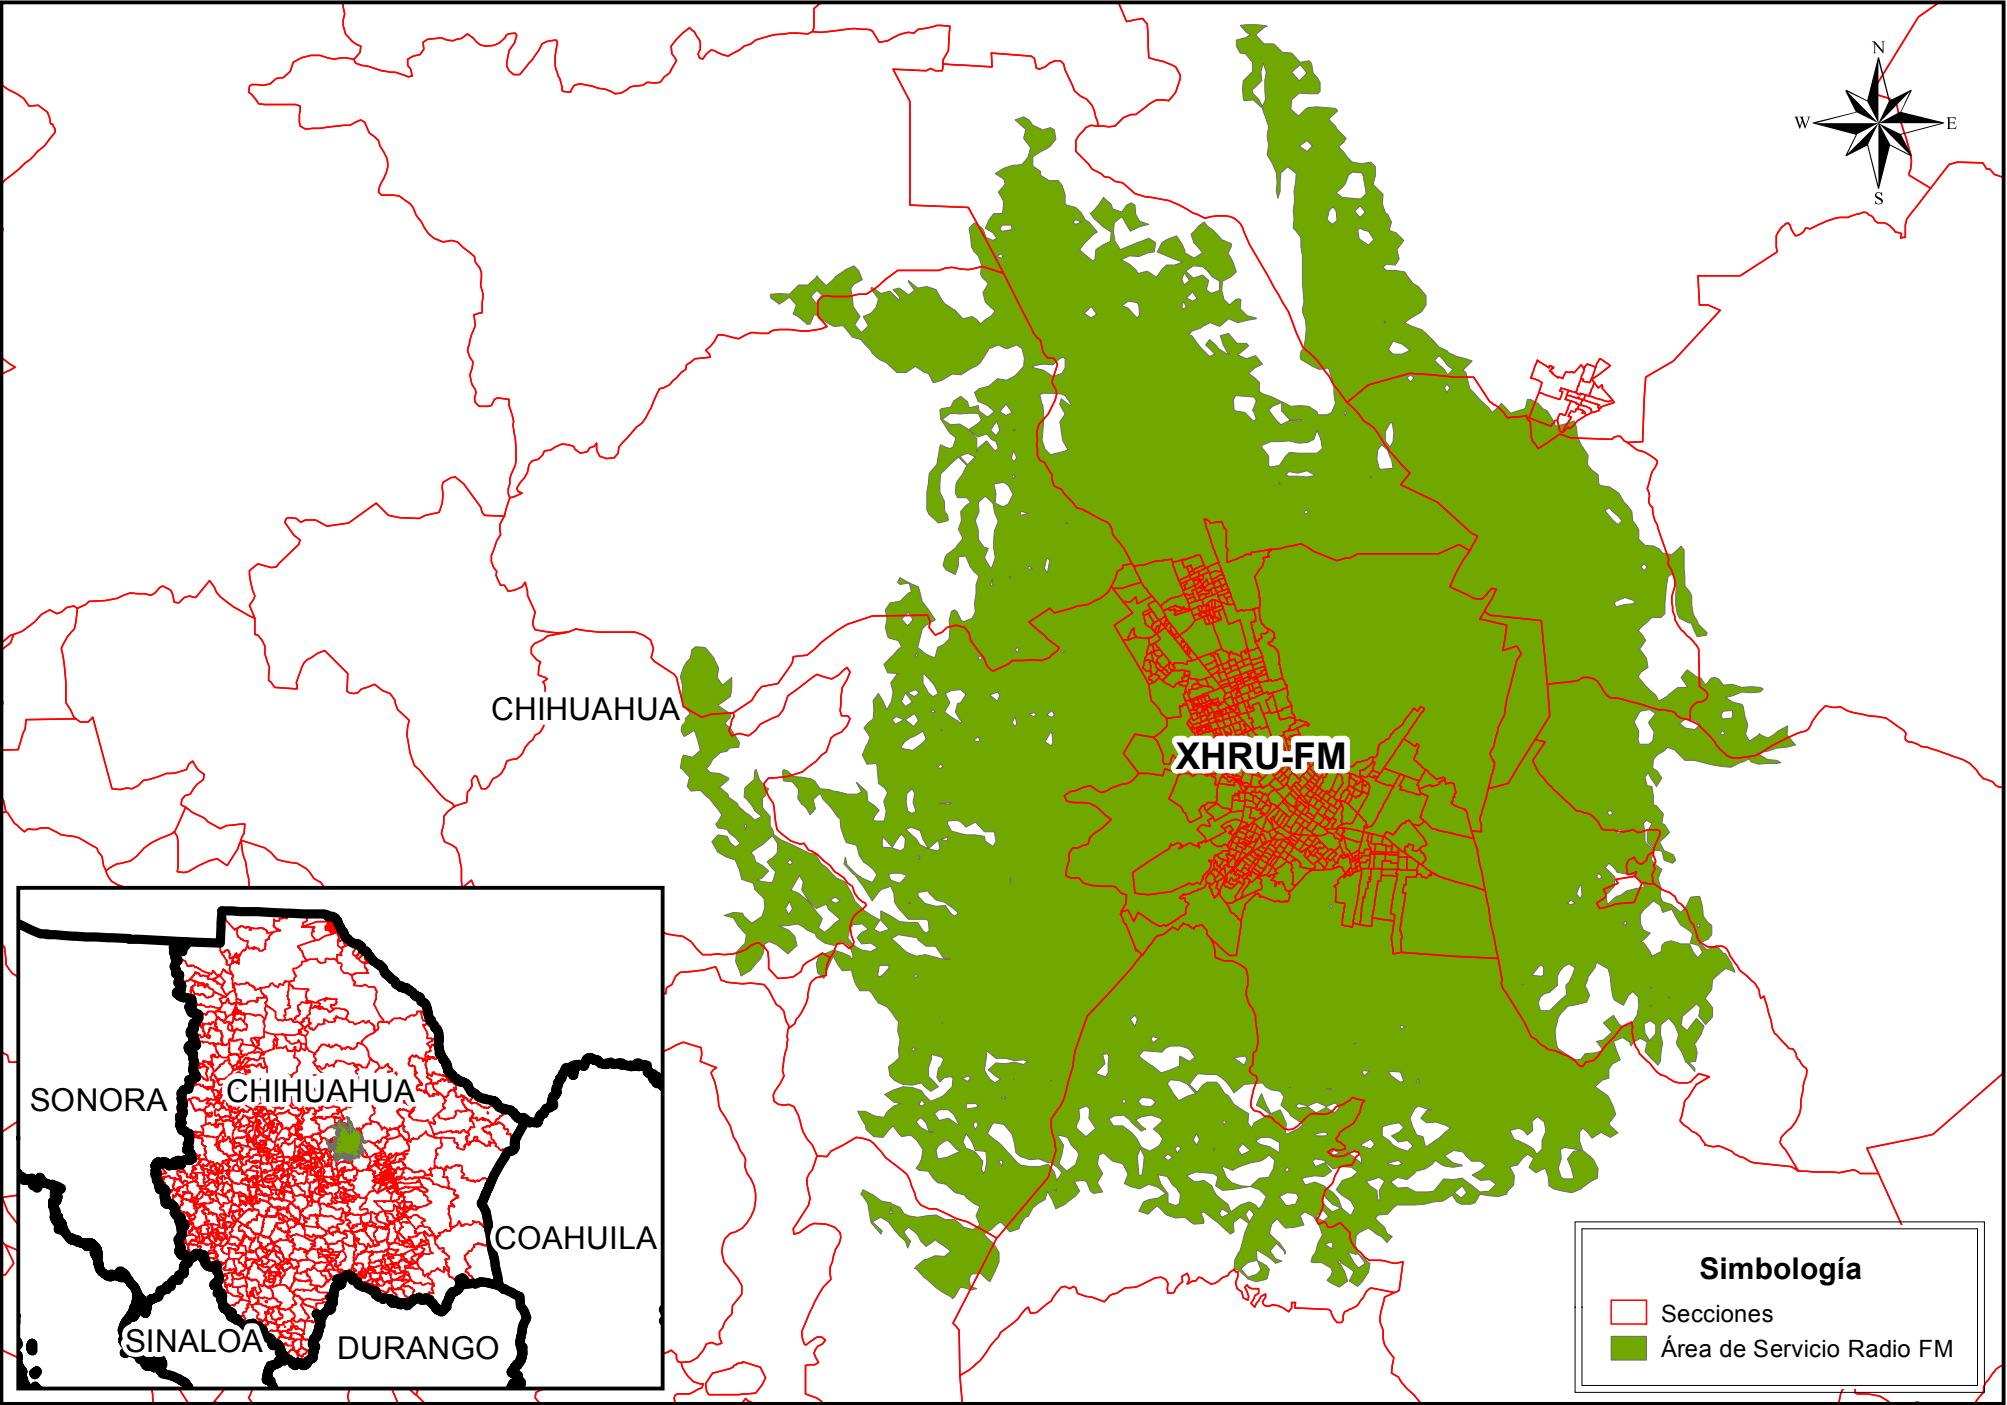 N
W E
S
CHIHUAHUA
XHRU-FM
SONORA
CHIHUAHUA
COAHUILA
SINALOA
DURANGO
Simbología
Secciones
Área de Servicio Radio FM